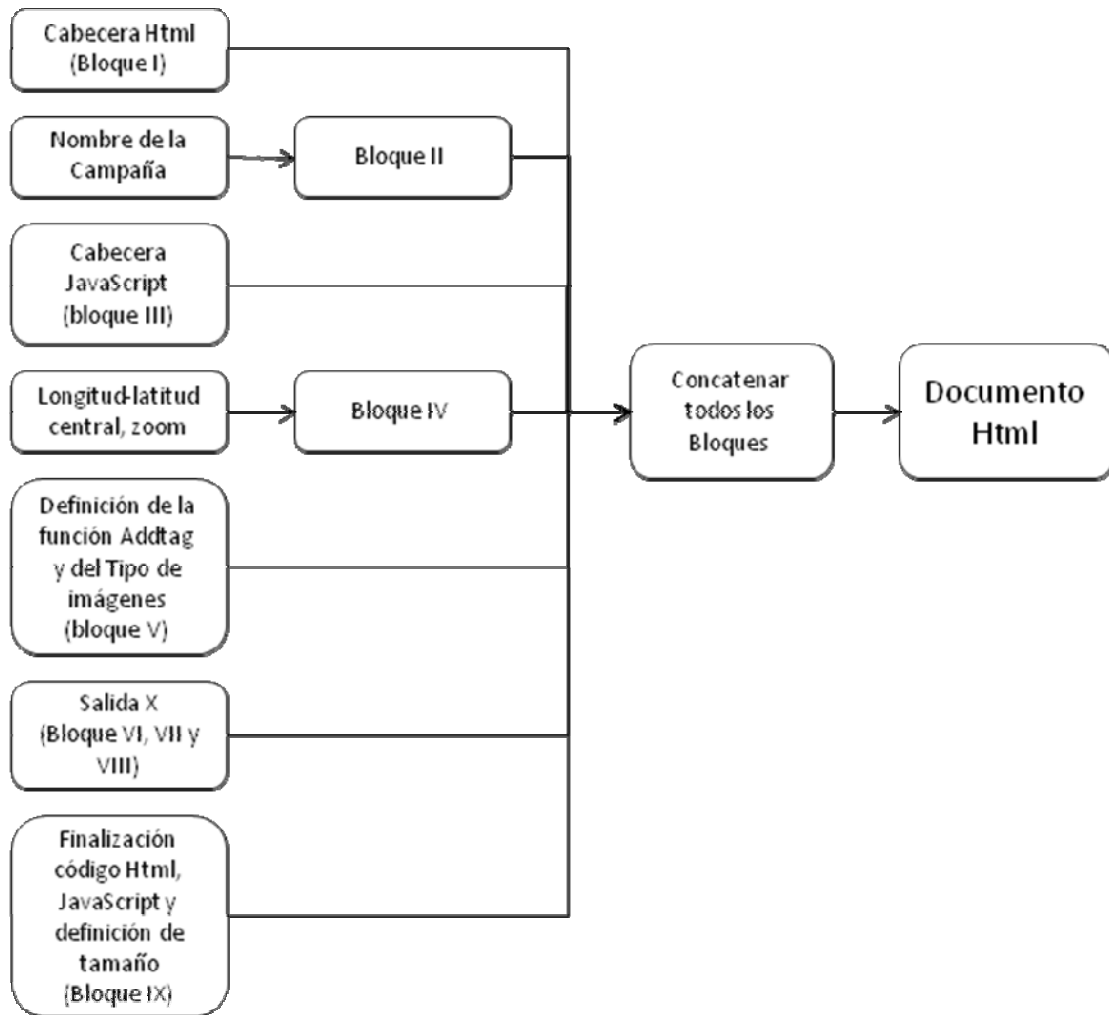 Cabecera Html
(Bloque I)
Nombre de la
Campaña
Bloque II
Cabecera
JavaScript
(bloque III)
Longitud-latitud
central, zoom
Bloque IV
Definición de la
función Addtag
y del Tipo de
imágenes
(bloque V)
Salida X
(Bloque VI, VII y
VIII)
Finalización
código Html,
JavaScript y
definición de
tamaño
(Bloque IX)
Concatenar
todos los
Bloques
Documento
Html